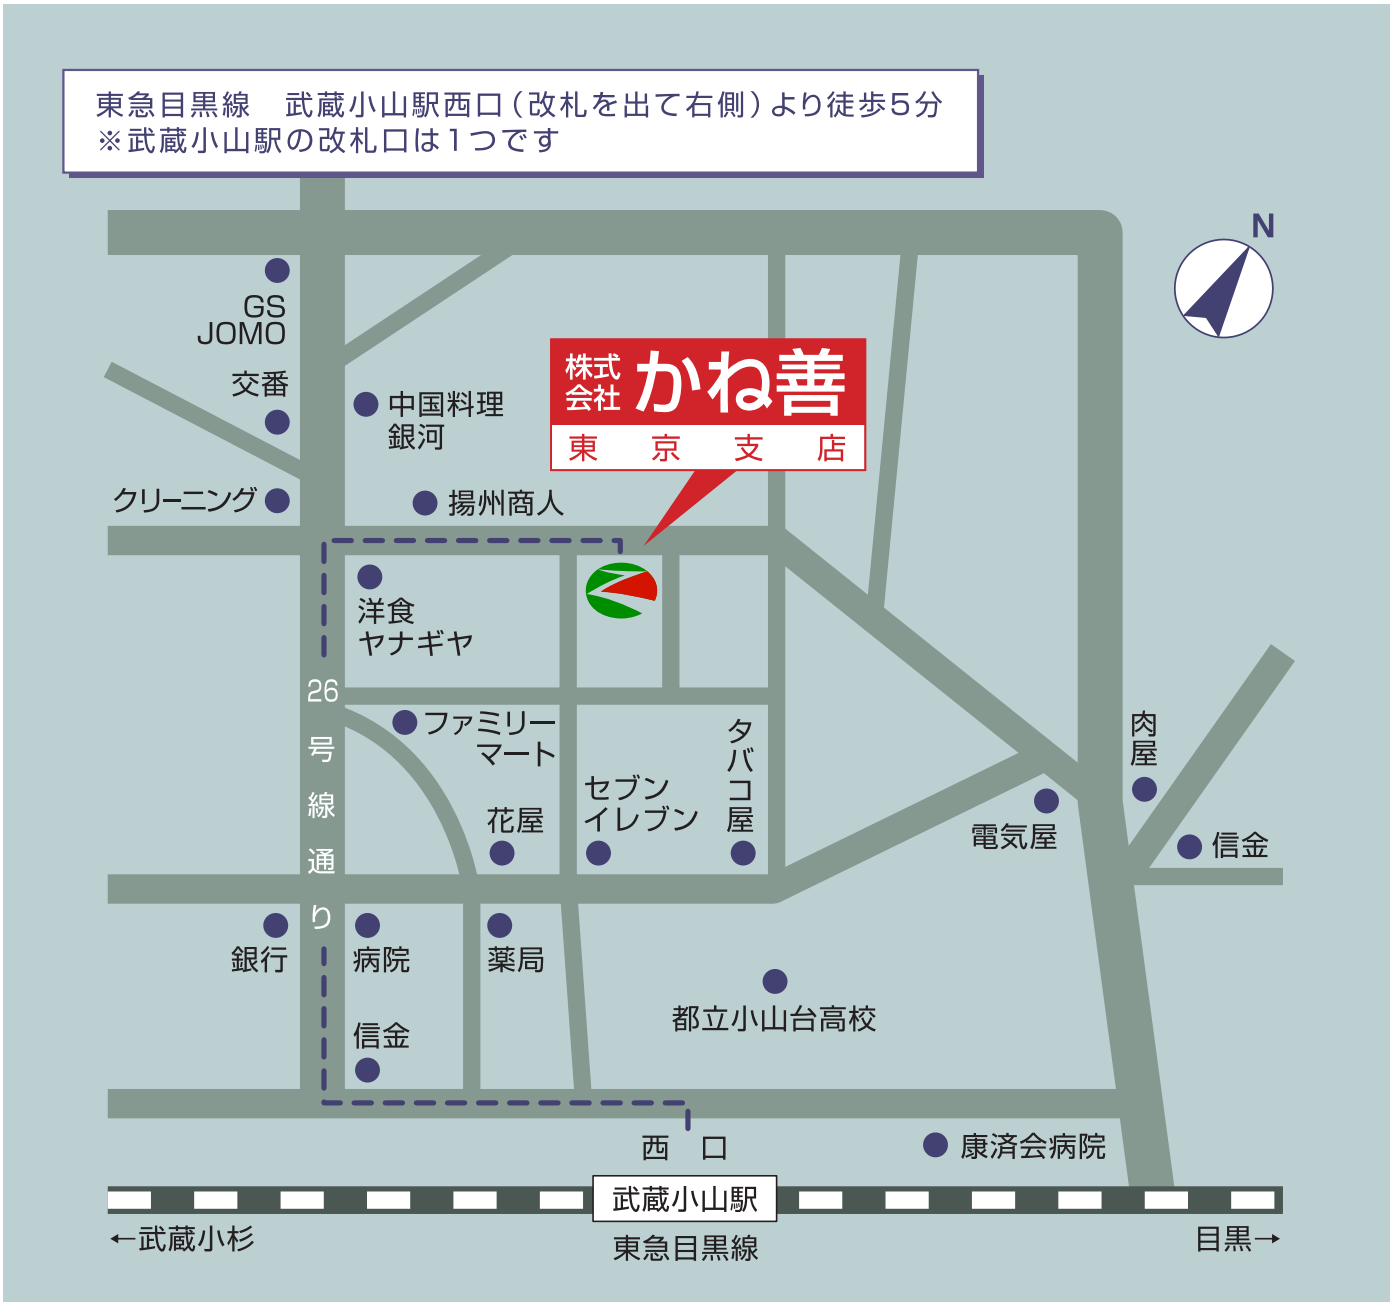 東急目黒線　武蔵小山駅西口（改札を出て右側）より徒歩5分
※武蔵小山駅の改札口は1つです
N
GS
JOMO
交番
中国料理
銀河
株式
会社
かね善
東京支店
クリーニング
揚州商人
洋食
ヤナギヤ
26号線通り
ファミリー
マート
タバコ屋
セブン
イレブン
花屋
肉屋
電気屋
信金
銀行
病院
薬局
都立小山台高校
信金
西口
康済会病院
武蔵小山駅
←武蔵小杉
東急目黒線
目黒→